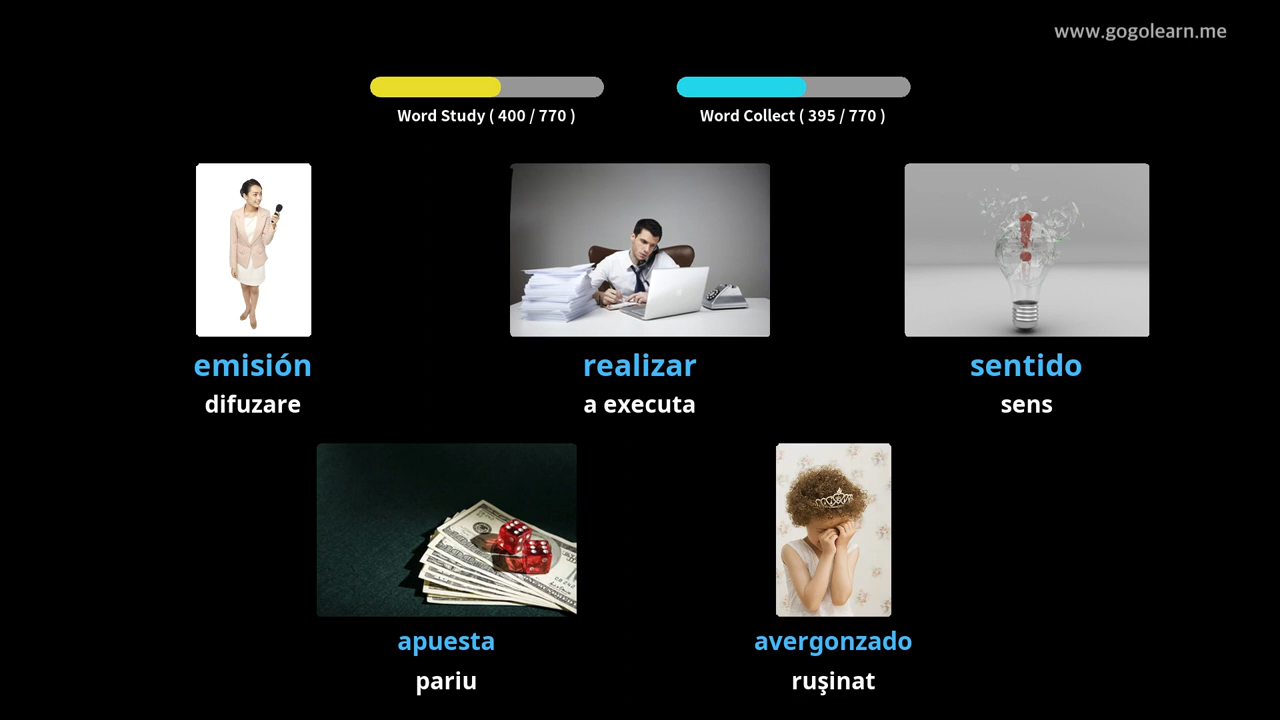 www.gogolearn.me
Word Study ( 400 / 770 )
Word Collect ( 395 / 770 )
emisión
realizar
sentido
difuzare
a executa
sens
apuesta
avergonzado
pariu
ruşinat